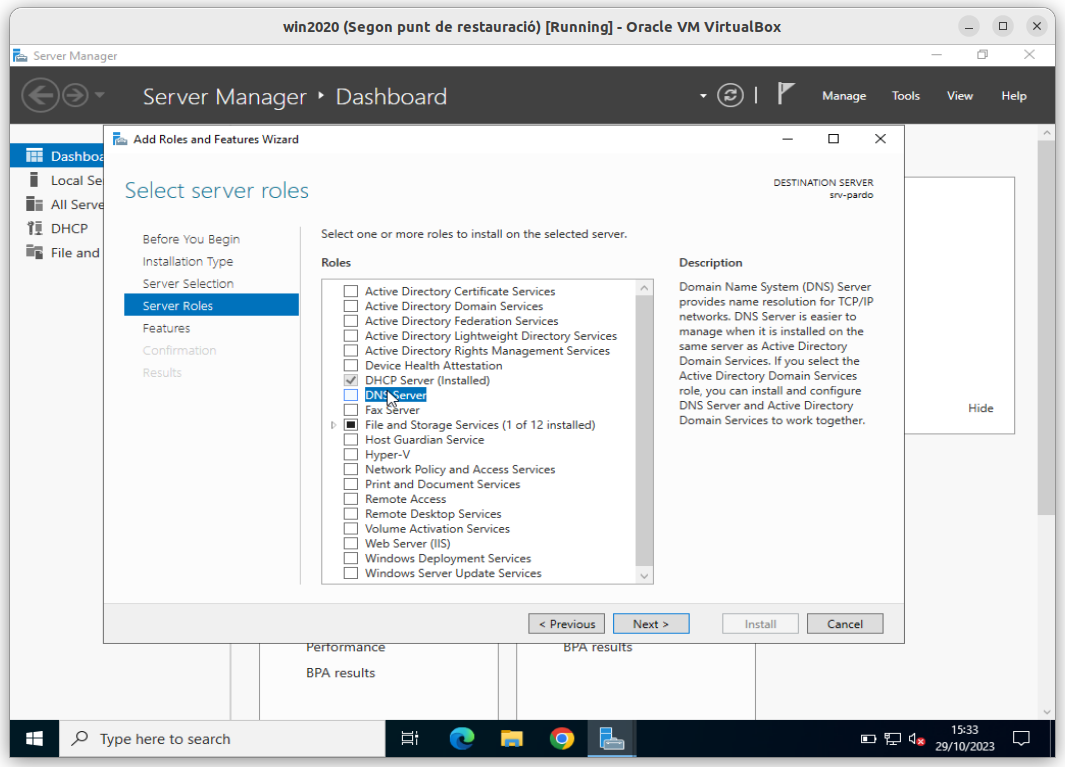 win2020 (Segon punt de restauració) [Running] - Oracle VM VirtualBox
Server Manager
Server Manager ‣ Dashboard
Manage Tools View Help
Add Roles and Features Wizard
Dashboa
Local Se
All Serve
DHCP
File and
Select server roles
DESTINATION SERVER
srv-pardo
Before You Begin
Installation Type
Server Selection
Server Roles
Features
Confirmation
Results
Select one or more roles to install on the selected server.
Roles
Active Directory Certificate Services
Active Directory Domain Services
Active Directory Federation Services
Active Directory Lightweight Directory Services
Active Directory Rights Management Services
Device Health Attestation
DHCP Server (Installed)
DNS Server
Fax Server
File and Storage Services (1 of 12 installed)
Host Guardian Service
Hyper-V
Network Policy and Access Services
Print and Document Services
Remote Access
Remote Desktop Services
Volume Activation Services
Web Server (IIS)
Windows Deployment Services
Windows Server Update Services
Description
Domain Name System (DNS) Server
provides name resolution for TCP/IP
networks. DNS Server is easier to
manage when it is installed on the
same server as Active Directory
Domain Services. If you select the
Active Directory Domain Services
role, you can install and configure
DNS Server and Active Directory
Domain Services to work together.
Hide
< Previous Next > Install Cancel
Performance
BPA results
BPA results
Type here to search
15:33
29/10/2023